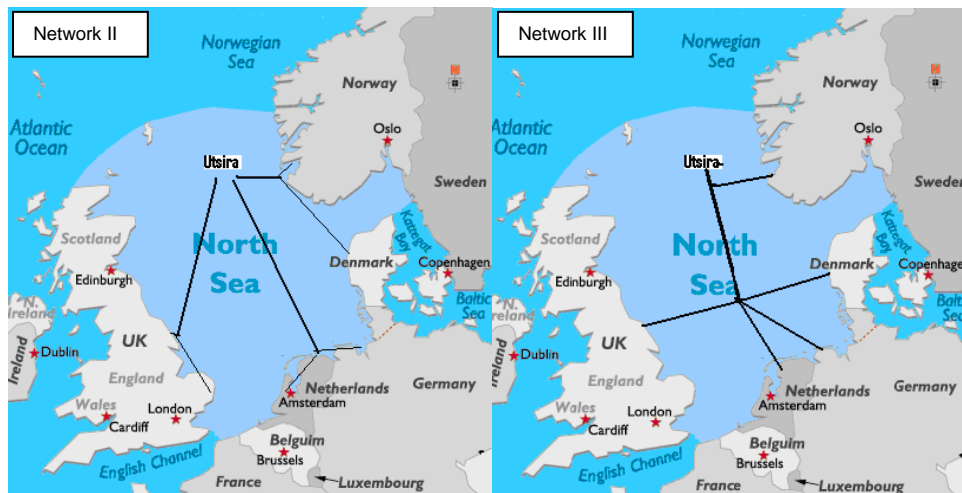 Network II
Norwegian
Sea
Norway
Oslo
Atlantic
Ocean
Utsira
Sweden
Scotland
North
Sea
Kattegat
Bay
Denmark
Copenhagen
Edinburgh
N.
Ireland
Baltic
Sea
UK
Dublin
Ireland
England
Netherlands
Germany
Wales
London
Amsterdam
Cardiff
Belguim
Brussels
English Channel
France
Luxembourg
Network III
Norwegian
Sea
Norway
Oslo
Atlantic
Ocean
Utsira
Sweden
Scotland
North
Sea
Kattegat
Bay
Denmark
Copenhagen
Edinburgh
N.
Ireland
Baltic
Sea
UK
Dublin
Ireland
England
Netherlands
Germany
Wales
London
Amsterdam
Cardiff
Belguim
Brussels
English Channel
France
Luxembourg